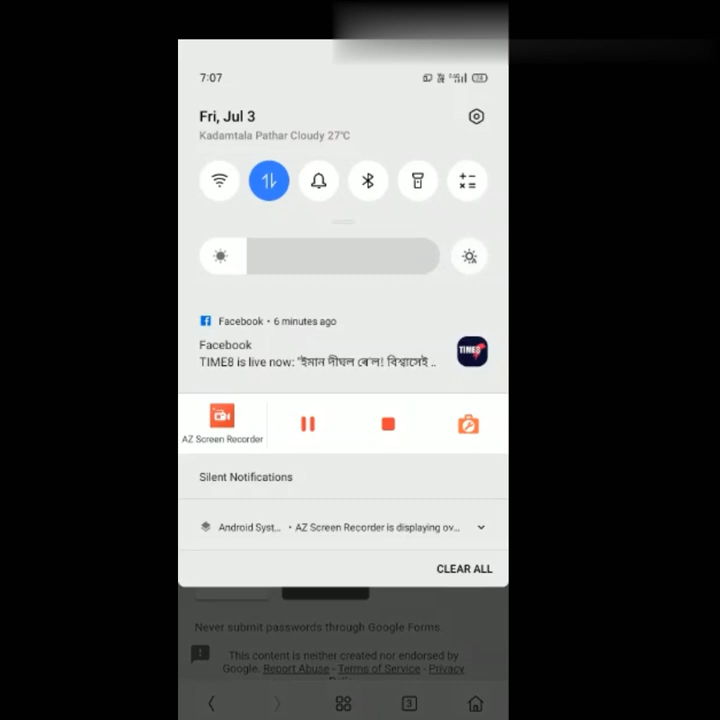 7:07
Fri, Jul 3
Kadamtala Pathar Cloudy 27°C
Facebook • 6 minutes ago
Facebook
TIME8 is live now: "ইমান দীঘল ৰে'ল! বিশ্বাসেই ..
TIME8
AZ Screen Recorder
Silent Notifications
Android Syst... • AZ Screen Recorder is displaying ov...
CLEAR ALL
Never submit passwords through Google Forms.
This content is neither created nor endorsed by
Google. Report Abuse - Terms of Service - Privacy
3